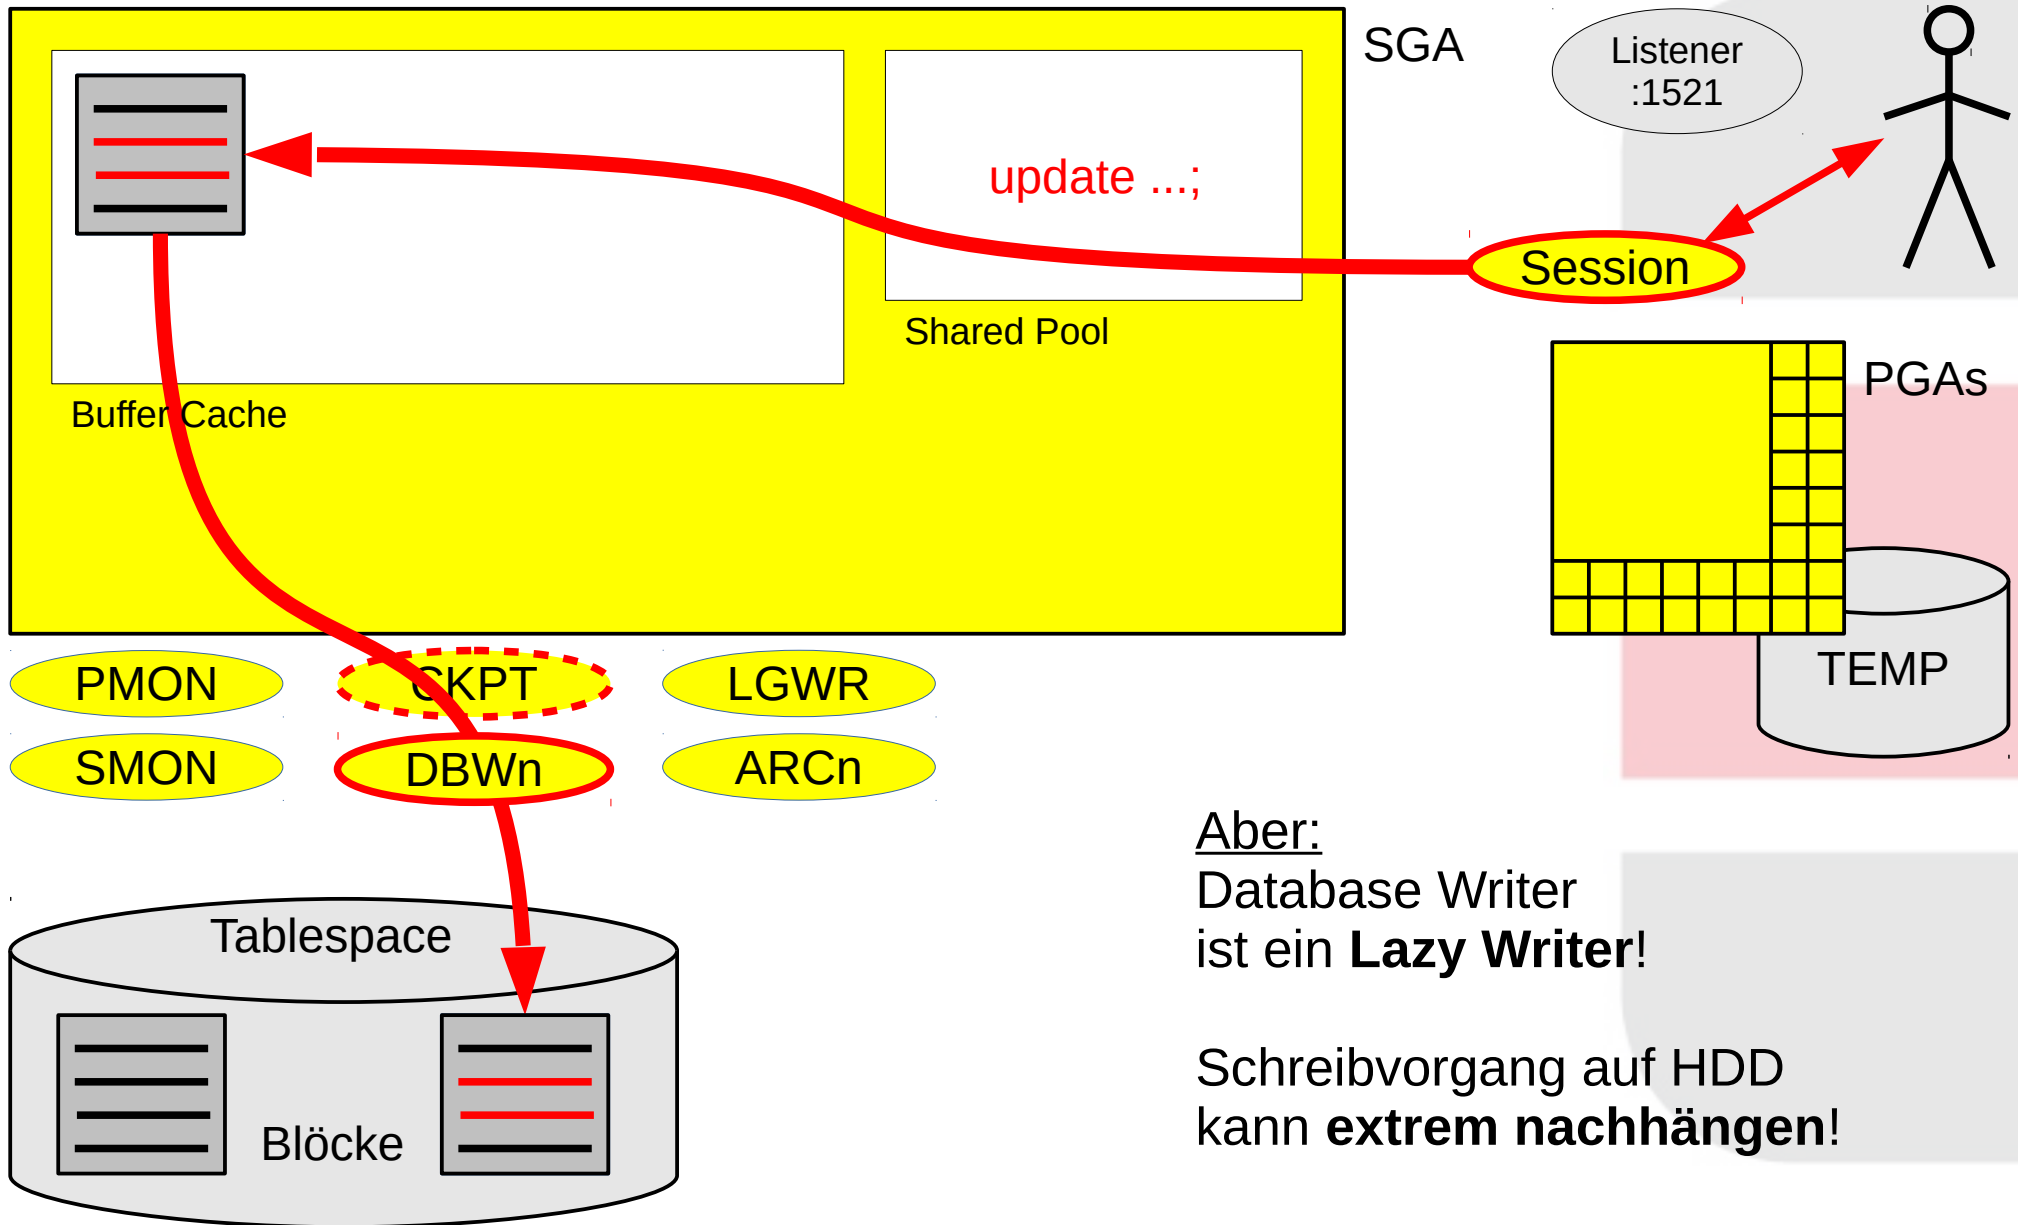 SGA
Listener
:1521
update ...;
Session
Shared Pool
PGAs
Buffer Cache
TEMP
PMON
CKPT
LGWR
SMON
DBWn
ARCn
Aber:
Database Writer
ist ein Lazy Writer!
Schreibvorgang auf HDD
kann extrem nachhängen!
Tablespace
Blöcke